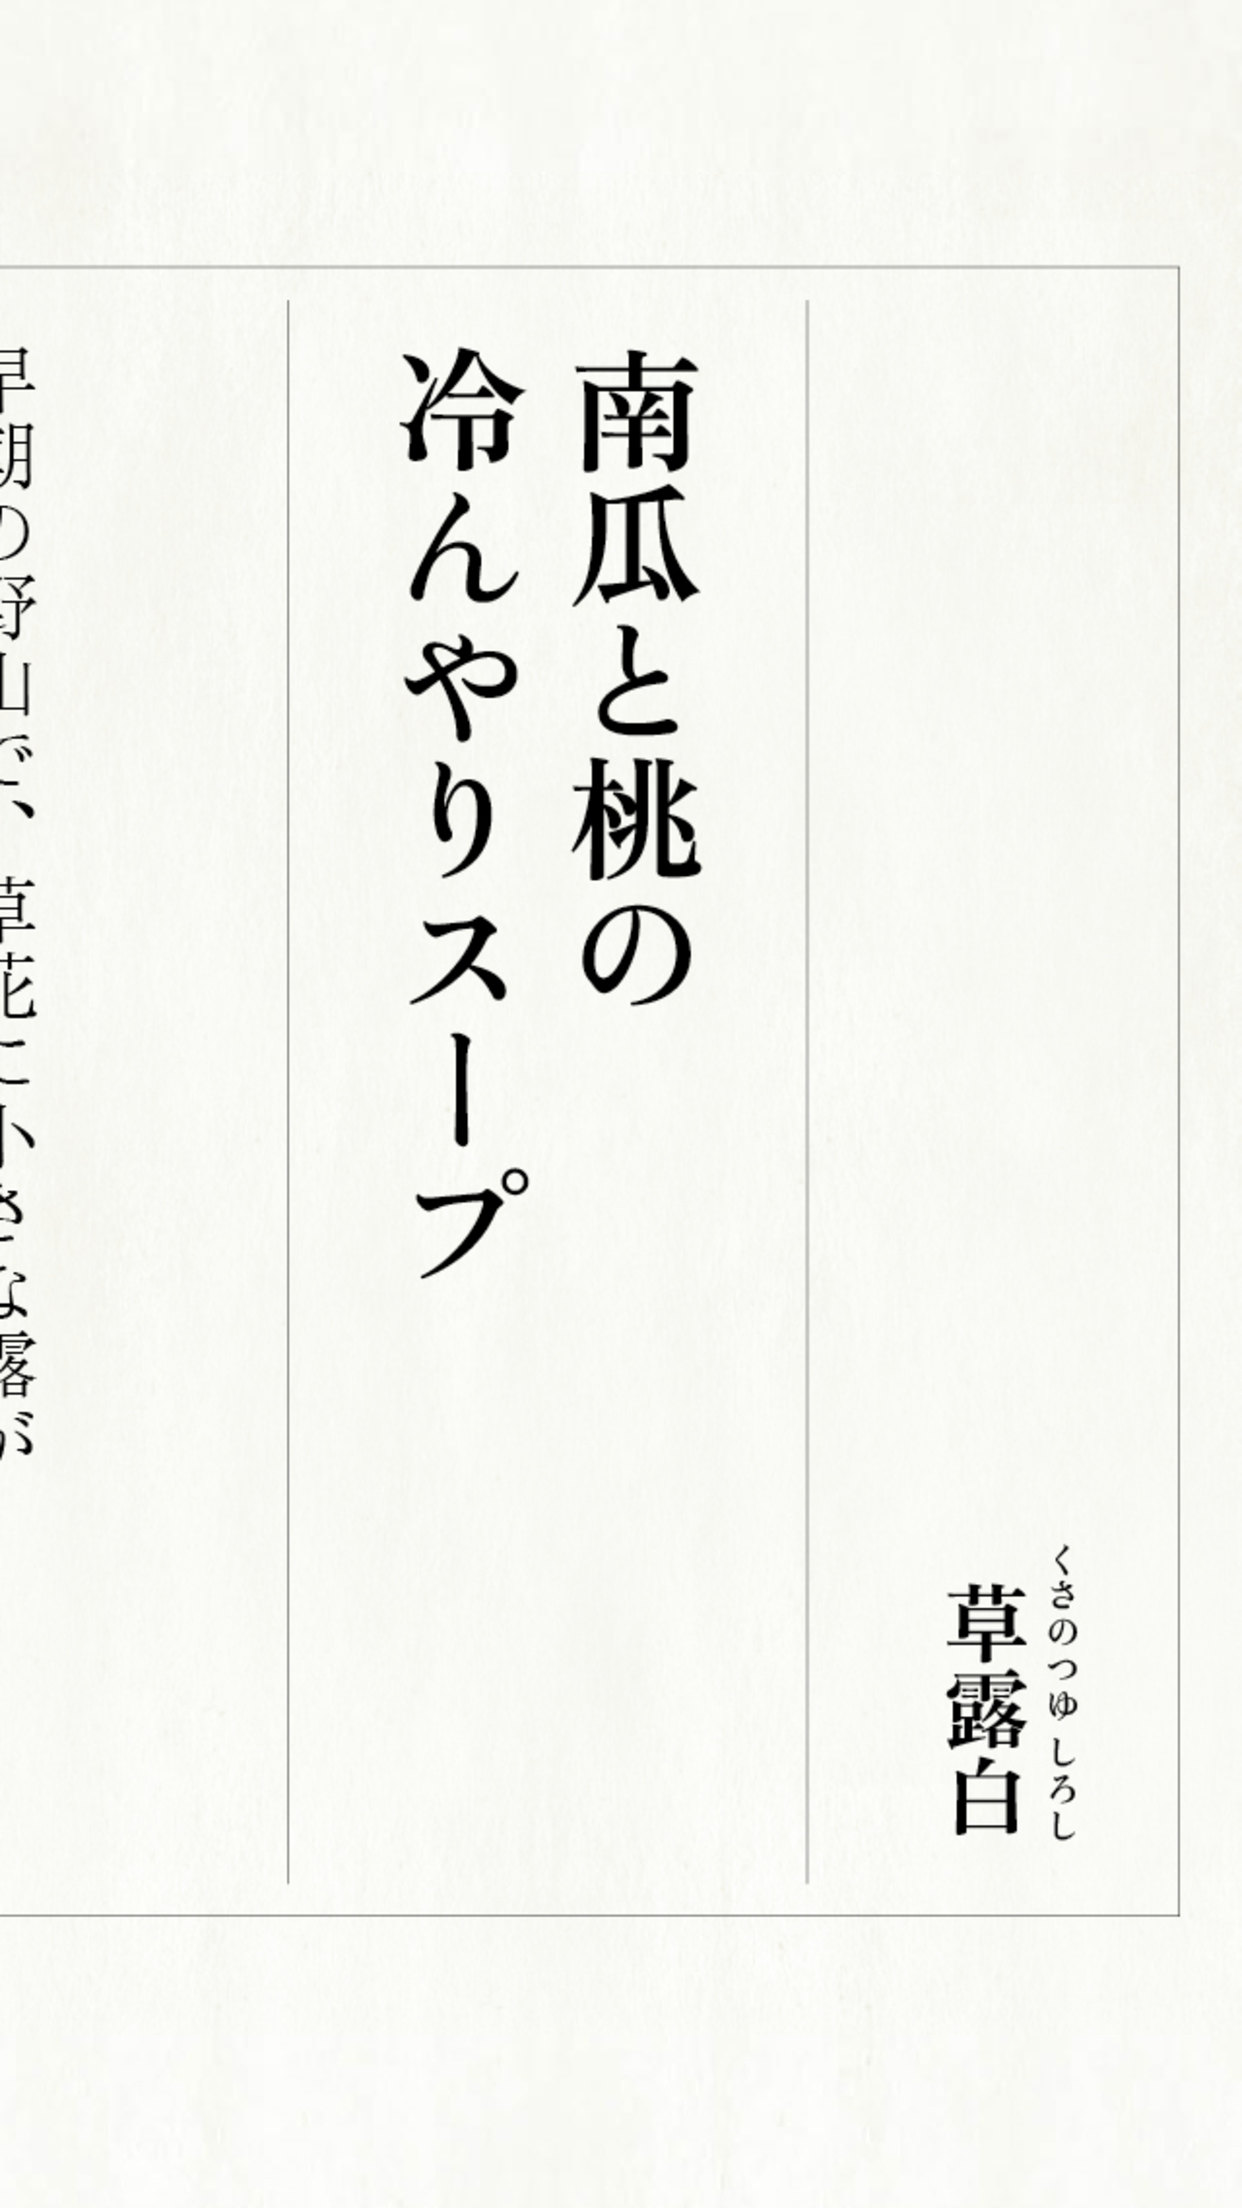 くさのつゆしろし
草露白
南瓜と桃の
冷んやりスープ
早朝の野山で、草花に小さな露が